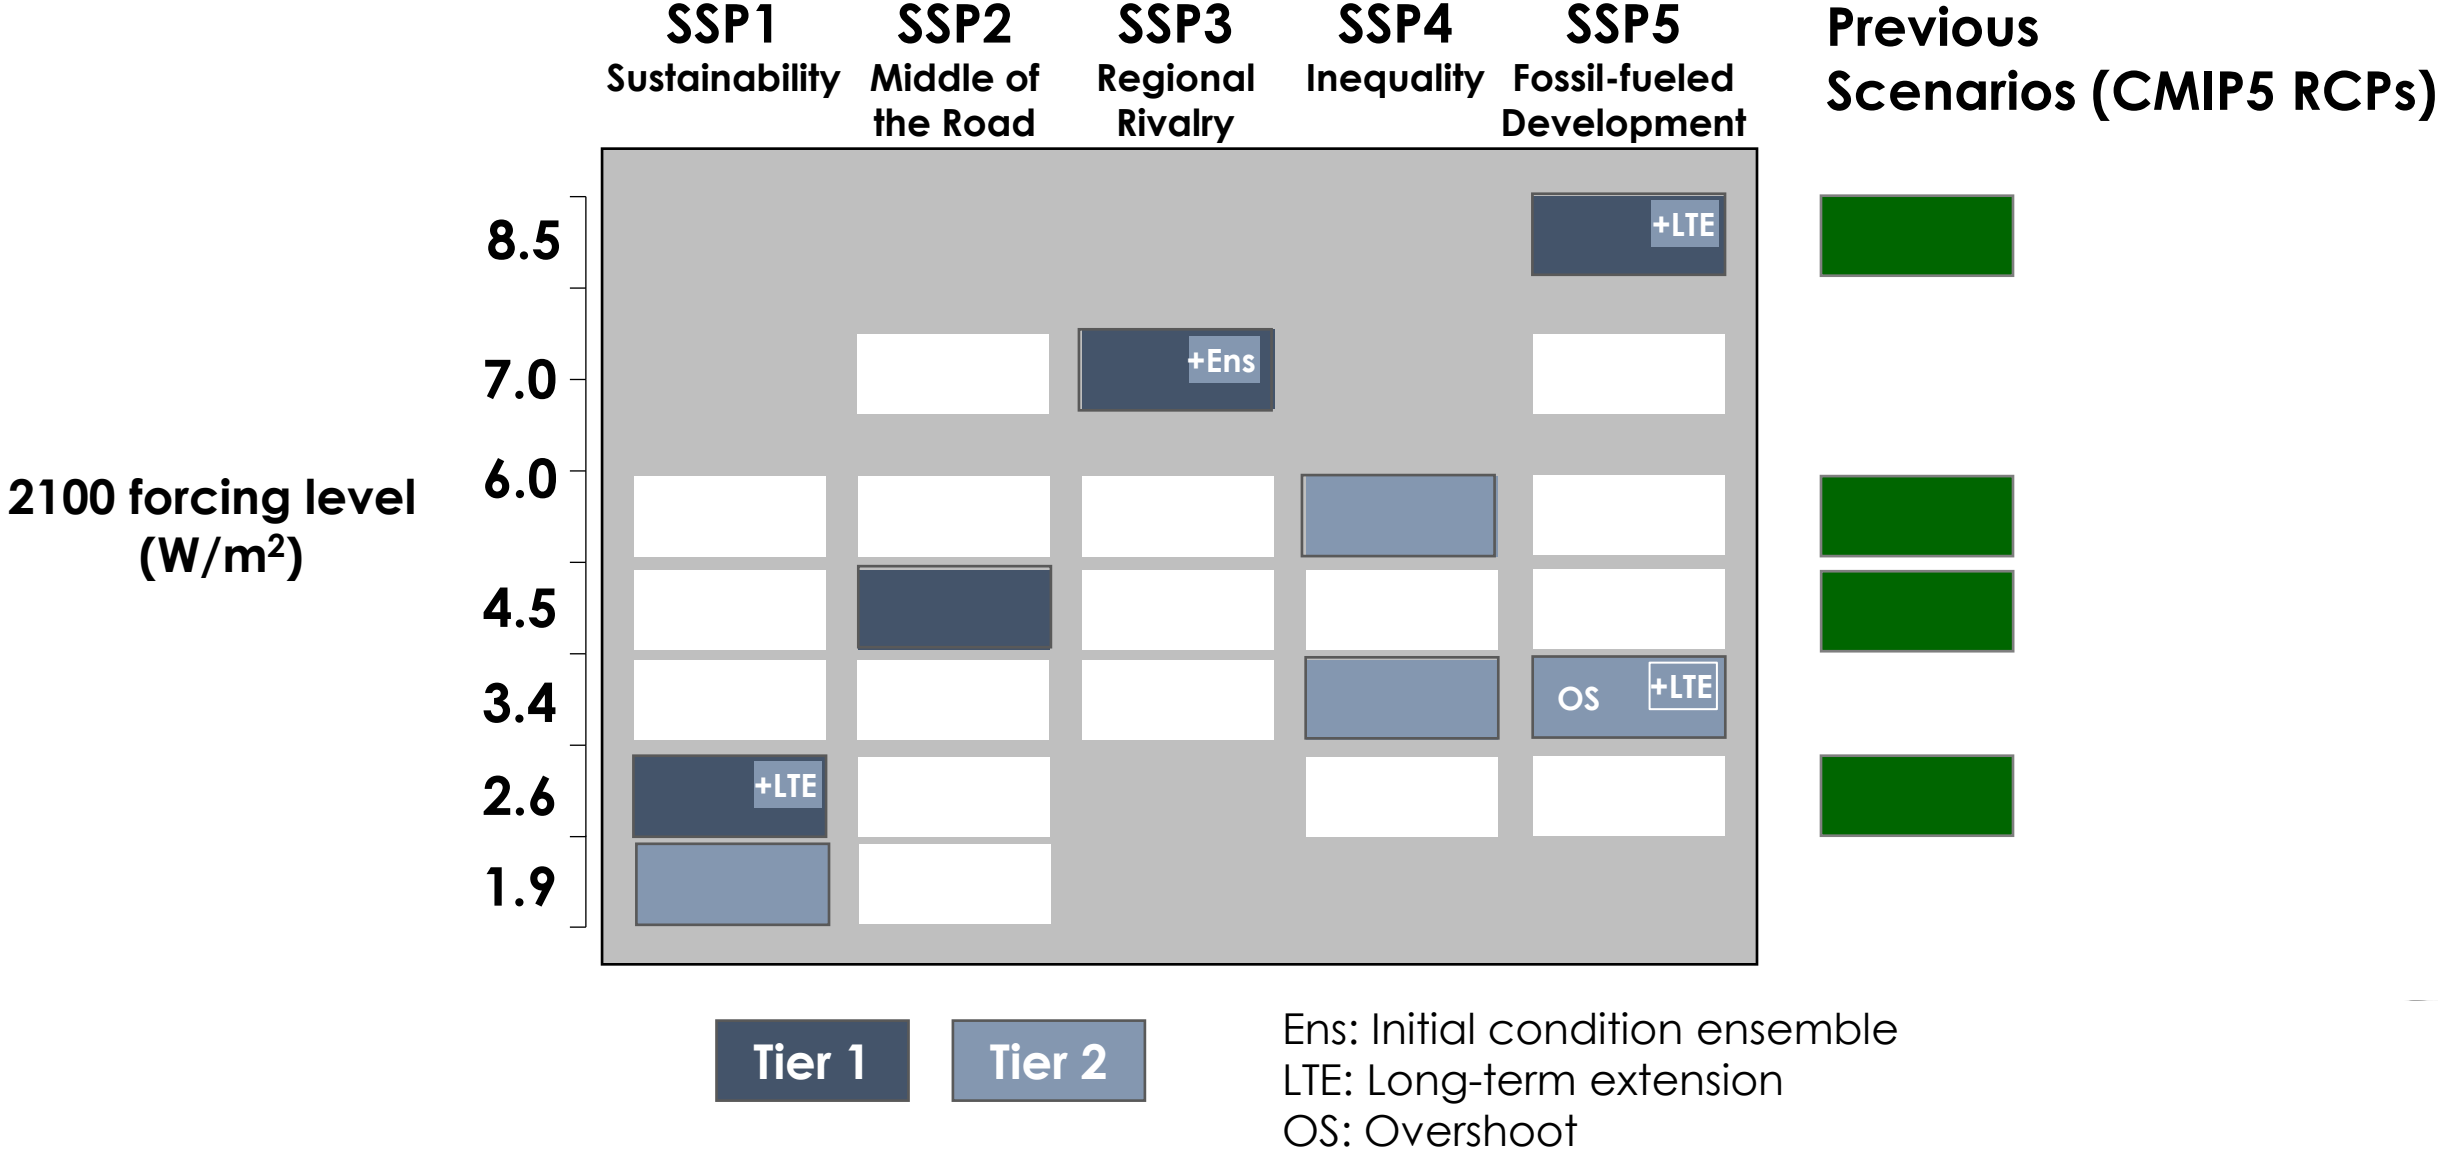 SSP1
SSP2
SSP3
SSP4
SSP5
Previous
Scenarios (CMIP5 RCPs)
Sustainability
Middle of
the Road
Regional
Rivalry
Inequality
Fossil-fueled
Development
2100 forcing level
(W/m²)
8.5
+LTE
7.0
+Ens
6.0
4.5
3.4
OS
+LTE
2.6
+LTE
1.9
Tier 1
Tier 2
Ens: Initial condition ensemble
LTE: Long-term extension
OS: Overshoot